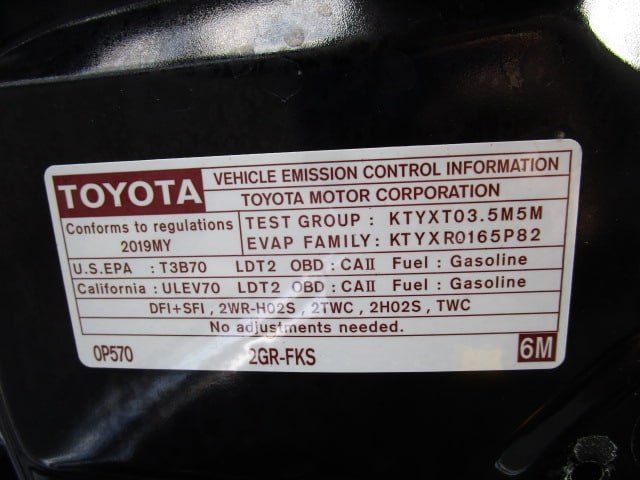 TOYOTA
VEHICLE EMISSION CONTROL INFORMATION
TOYOTA MOTOR CORPORATION
Conforms to regulations
2019MY
TEST GROUP : KTYXT03.5M5M
EVAP FAMILY: KTYXR0165P82
U.S.EPA : T3B70 LDT2 OBD : CAII Fuel : Gasoline
California : ULEV70 LDT2 OBD : CAII Fuel : Gasoline
DFI+SFI , 2WR-HO2S , 2TWC , 2HO2S , TWC
No adjustments needed.
0P570 2GR-FKS 6M